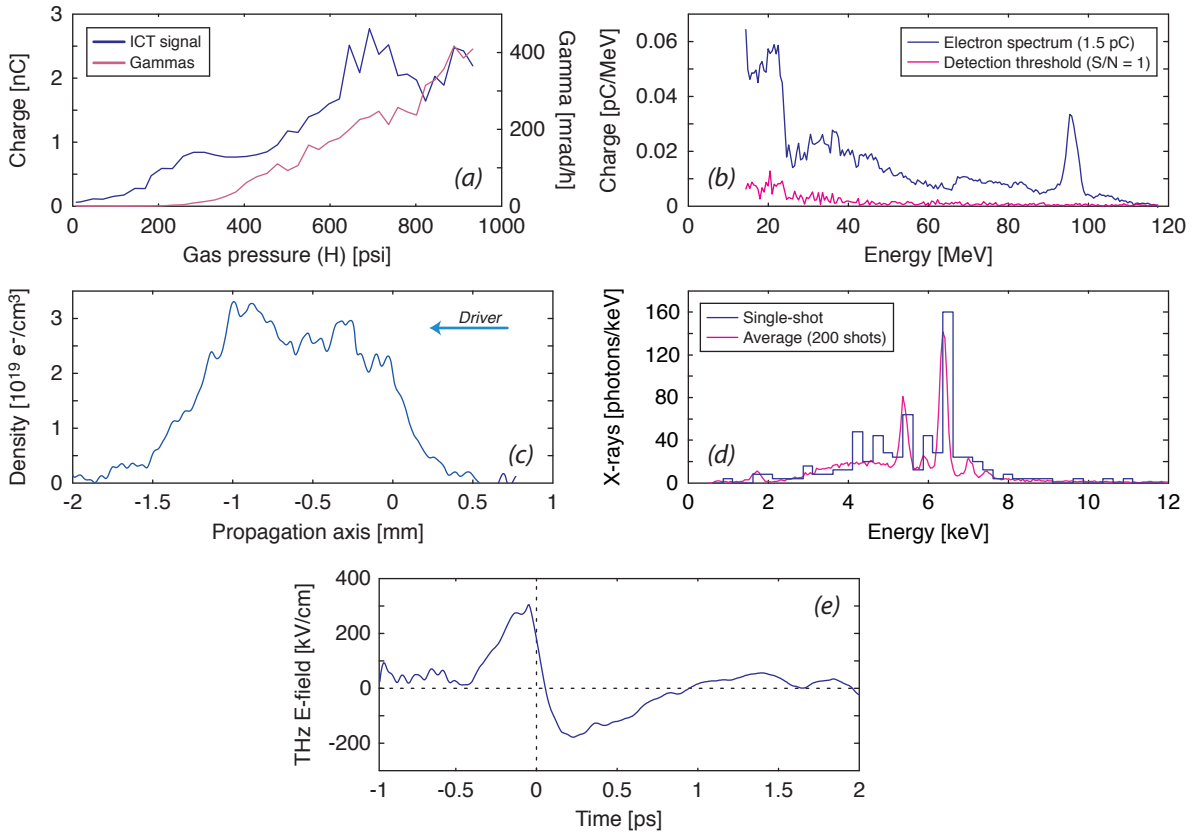 3
2
1
0
Charge [nC]
ICT signal
Gammas
(a)
400
200
0
Gamma [mrad/h]
0 200 400 600 800 1000
Gas pressure (H) [psi]
0.06
0.04
0.02
0
Charge [pC/MeV]
Electron spectrum (1.5 pC)
Detection threshold (S/N = 1)
(b)
20 40 60 80 100 120
Energy [MeV]
3
2
1
0
Density [10¹⁹ e⁻/cm³]
Driver
(c)
-2 -1.5 -1 -0.5 0 0.5 1
Propagation axis [mm]
160
120
80
40
0
X-rays [photons/keV]
Single-shot
Average (200 shots)
(d)
0 2 4 6 8 10 12
Energy [keV]
400
200
0
-200
THz E-field [kV/cm]
(e)
-1 -0.5 0 0.5 1 1.5 2
Time [ps]